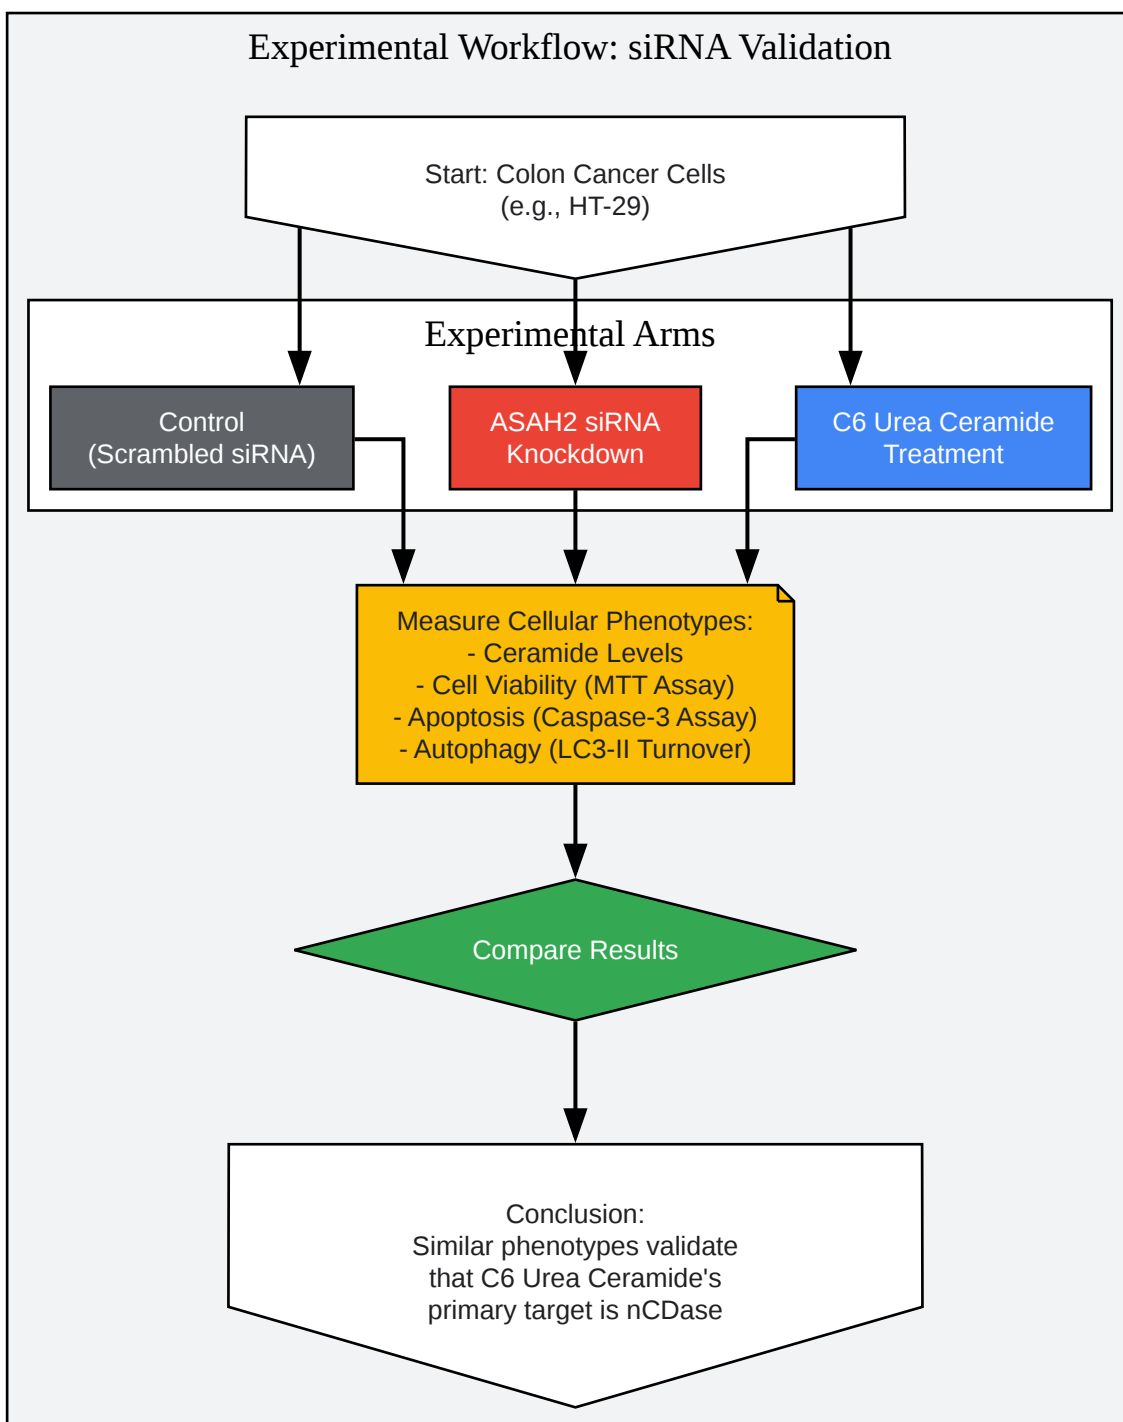 Experimental Workflow: siRNA Validation
Start: Colon Cancer Cells
(e.g., HT-29)
Experimental Arms
Control
(Scrambled siRNA)
ASAH2 siRNA
Knockdown
C6 Urea Ceramide
Treatment
Measure Cellular Phenotypes:
- Ceramide Levels
- Cell Viability (MTT Assay)
- Apoptosis (Caspase-3 Assay)
- Autophagy (LC3-II Turnover)
Compare Results
Conclusion:
Similar phenotypes validate
that C6 Urea Ceramide's
primary target is nCDase